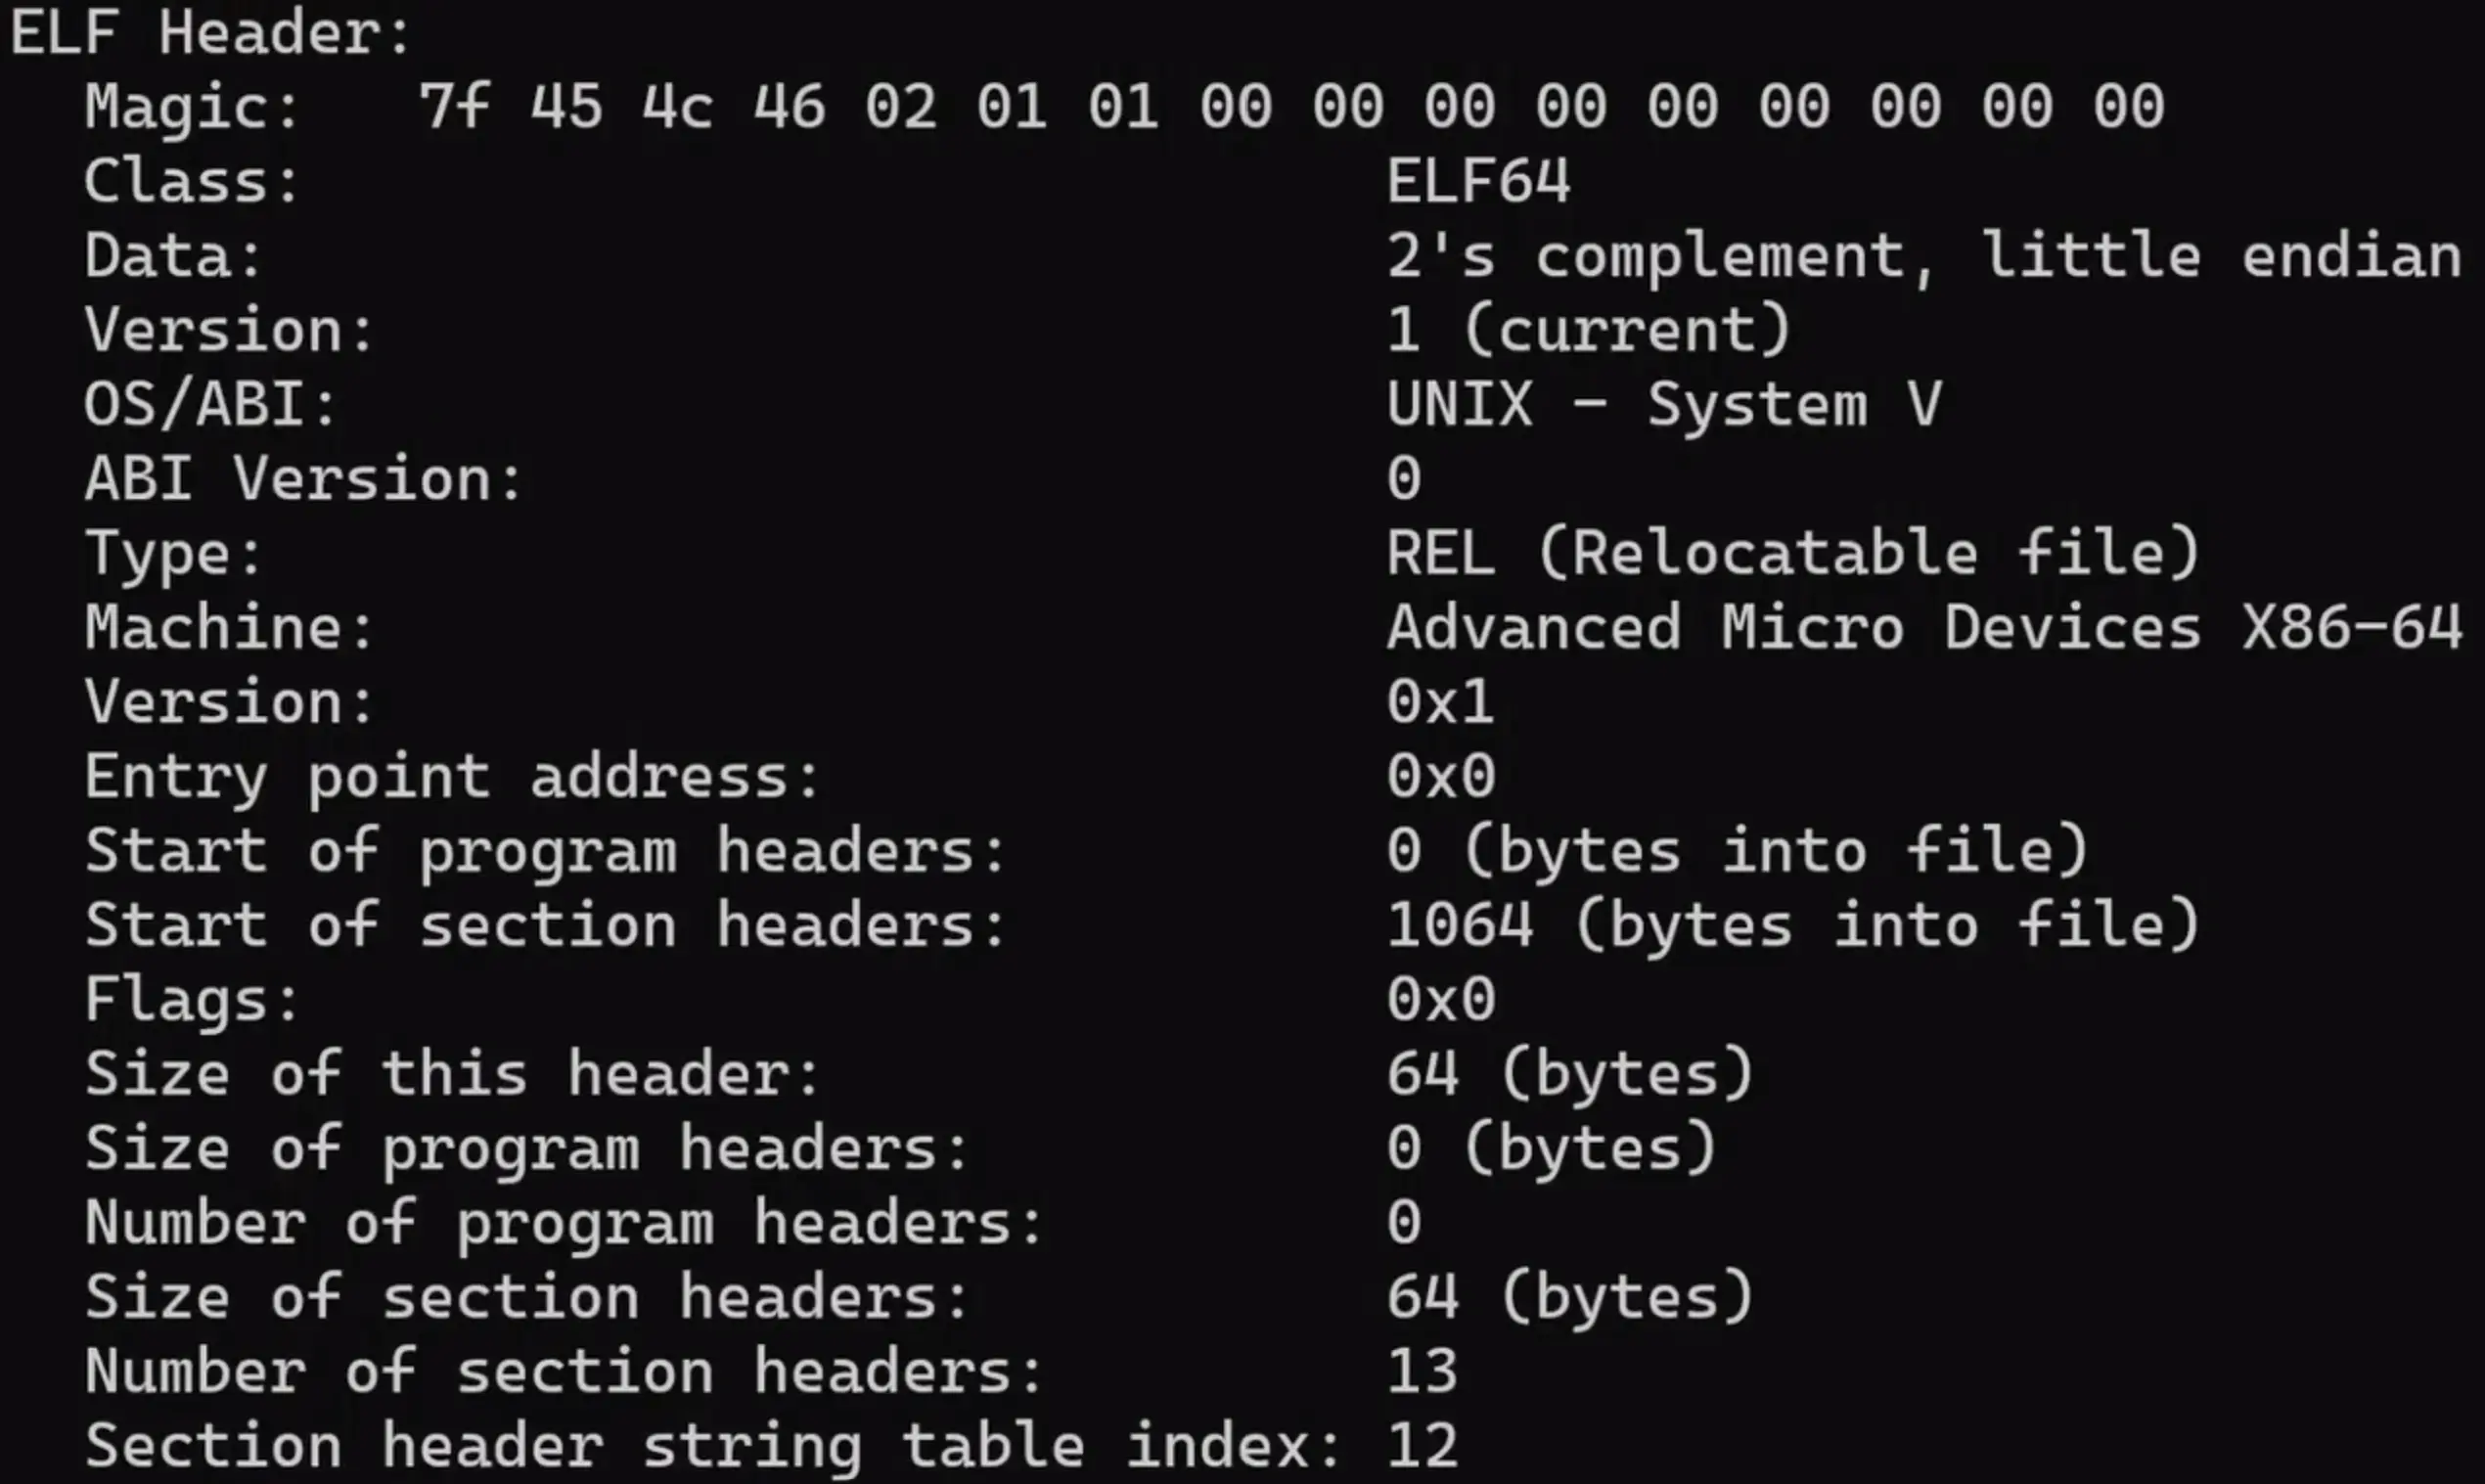 ELF Header:
  Magic:   7f 45 4c 46 02 01 01 00 00 00 00 00 00 00 00 00
  Class:                             ELF64
  Data:                              2's complement, little endian
  Version:                           1 (current)
  OS/ABI:                            UNIX - System V
  ABI Version:                       0
  Type:                              REL (Relocatable file)
  Machine:                           Advanced Micro Devices X86-64
  Version:                           0x1
  Entry point address:               0x0
  Start of program headers:          0 (bytes into file)
  Start of section headers:          1064 (bytes into file)
  Flags:                             0x0
  Size of this header:               64 (bytes)
  Size of program headers:           0 (bytes)
  Number of program headers:         0
  Size of section headers:           64 (bytes)
  Number of section headers:         13
  Section header string table index: 12